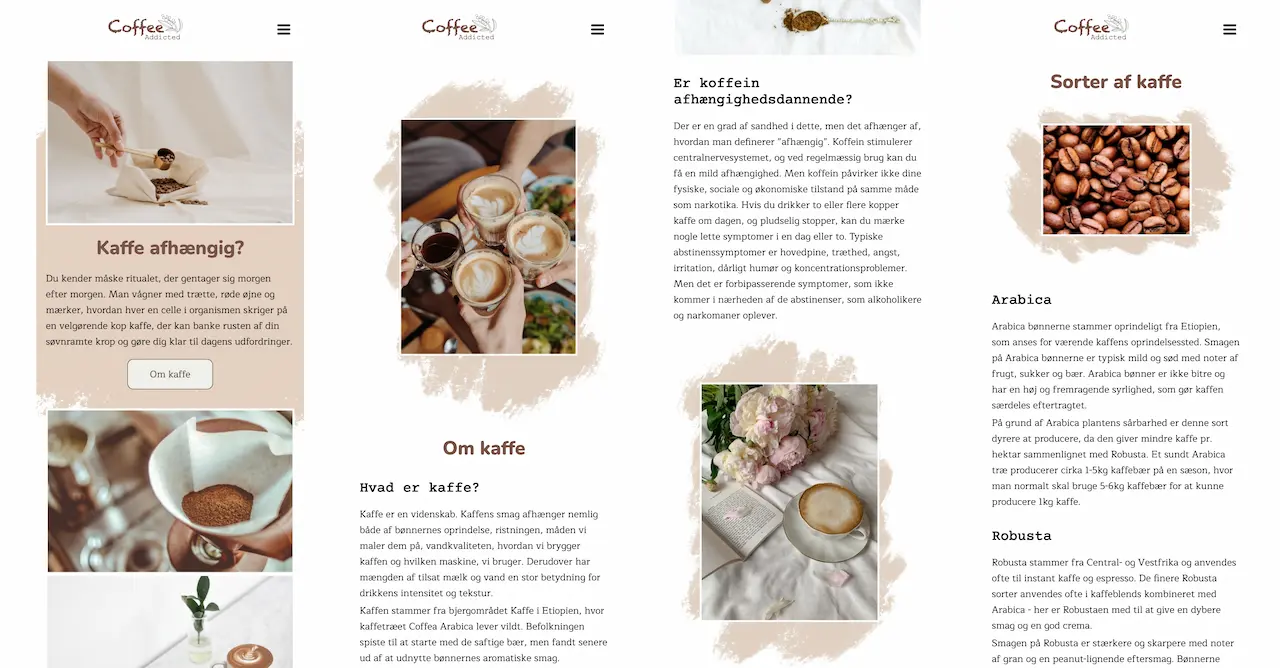 Coffee
Addicted
Kaffe afhængig?
Du kender måske ritualet, der gentager sig morgen
efter morgen. Man vågner med trætte, røde øjne og
mærker, hvordan hver en celle i organismen skriger på
en velgørende kop kaffe, der kan banke rusten af din
søvnramte krop og gøre dig klar til dagens udfordringer.
Om kaffe
Coffee
Addicted
Om kaffe
Hvad er kaffe?
Kaffe er en videnskab. Kaffens smag afhænger nemlig
både af bønnernes oprindelse, ristningen, måden vi
maler dem på, vandkvaliteten, hvordan vi brygger
kaffen og hvilken maskine, vi bruger. Derudover har
mængden af tilsat mælk og vand en stor betydning for
drikkens intensitet og tekstur.
Kaffen stammer fra bjergområdet Kaffe i Etiopien, hvor
kaffetræet Coffea Arabica lever vildt. Befolkningen
spiste til at starte med de saftige bær, men fandt senere
ud af at udnytte bønnernes aromatiske smag.
Er koffein
afhængighedsdannende?
Der er en grad af sandhed i dette, men det afhænger af,
hvordan man definerer "afhængig". Koffein stimulerer
centralnervesystemet, og ved regelmæssig brug kan du
få en mild afhængighed. Men koffein påvirker ikke dine
fysiske, sociale og økonomiske tilstand på samme måde
som narkotika. Hvis du drikker to eller flere kopper
kaffe om dagen, og pludselig stopper, kan du mærke
nogle lette symptomer i en dag eller to. Typiske
abstinenssymptomer er hovedpine, træthed, angst,
irritation, dårligt humør og koncentrationsproblemer.
Men det er forbipasserende symptomer, som ikke
kommer i nærheden af de abstinenser, som alkoholikere
og narkomaner oplever.
Coffee
Addicted
Sorter af kaffe
Arabica
Arabica bønnerne stammer oprindeligt fra Etiopien,
som anses for værende kaffens oprindelsessted. Smagen
på Arabica bønnerne er typisk mild og sød med noter af
frugt, sukker og bær. Arabica bønner er ikke bitre og
har en høj og fremragende syrlighed, som gør kaffen
særdeles eftertragtet.
På grund af Arabica plantens sårbarhed er denne sort
dyrere at producere, da den giver mindre kaffe pr.
hektar sammenlignet med Robusta. Et sundt Arabica
træ producerer cirka 1-5kg kaffebær på en sæson, hvor
man normalt skal bruge 5-6kg kaffebær for at kunne
producere 1kg kaffe.
Robusta
Robusta stammer fra Central- og Vestfrika og anvendes
ofte til instant kaffe og espresso. De finere Robusta
sorter anvendes ofte i kaffeblends kombineret med
Arabica - her er Robustaen med til at give en dybere
smag og en god crema.
Smagen på Robusta er stærkere og skarpere med noter
af gran og en peanut-lignende eftersmag. Bønnerne